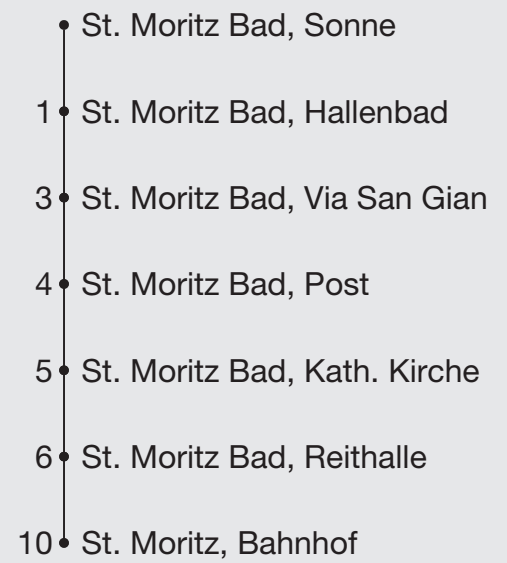 St. Moritz Bad, Sonne
1 St. Moritz Bad, Hallenbad
3 St. Moritz Bad, Via San Gian
4 St. Moritz Bad, Post
5 St. Moritz Bad, Kath. Kirche
6 St. Moritz Bad, Reithalle
10 St. Moritz, Bahnhof